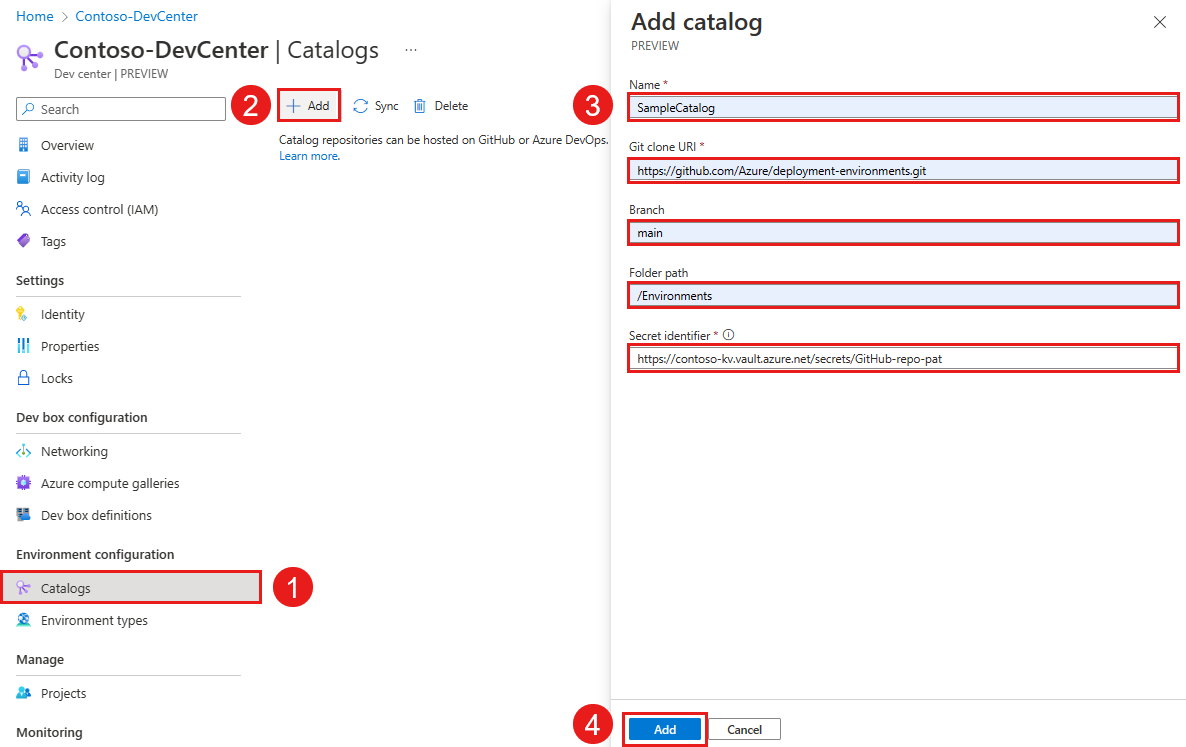 Home > Contoso-DevCenter
Contoso-DevCenter | Catalogs ...
Dev center | PREVIEW
Search
Overview
Activity log
Access control (IAM)
Tags
Settings
Identity
Properties
Locks
Dev box configuration
Networking
Azure compute galleries
Dev box definitions
Environment configuration
Catalogs
1
Environment types
Manage
Projects
Monitoring
2
Add Sync Delete
Catalog repositories can be hosted on GitHub or Azure DevOps.
Learn more.
Add catalog
PREVIEW
3
Name *
SampleCatalog
Git clone URI *
https://github.com/Azure/deployment-environments.git
Branch
main
Folder path
/Environments
Secret identifier *
https://contoso-kv.vault.azure.net/secrets/GitHub-repo-pat
4
Add Cancel